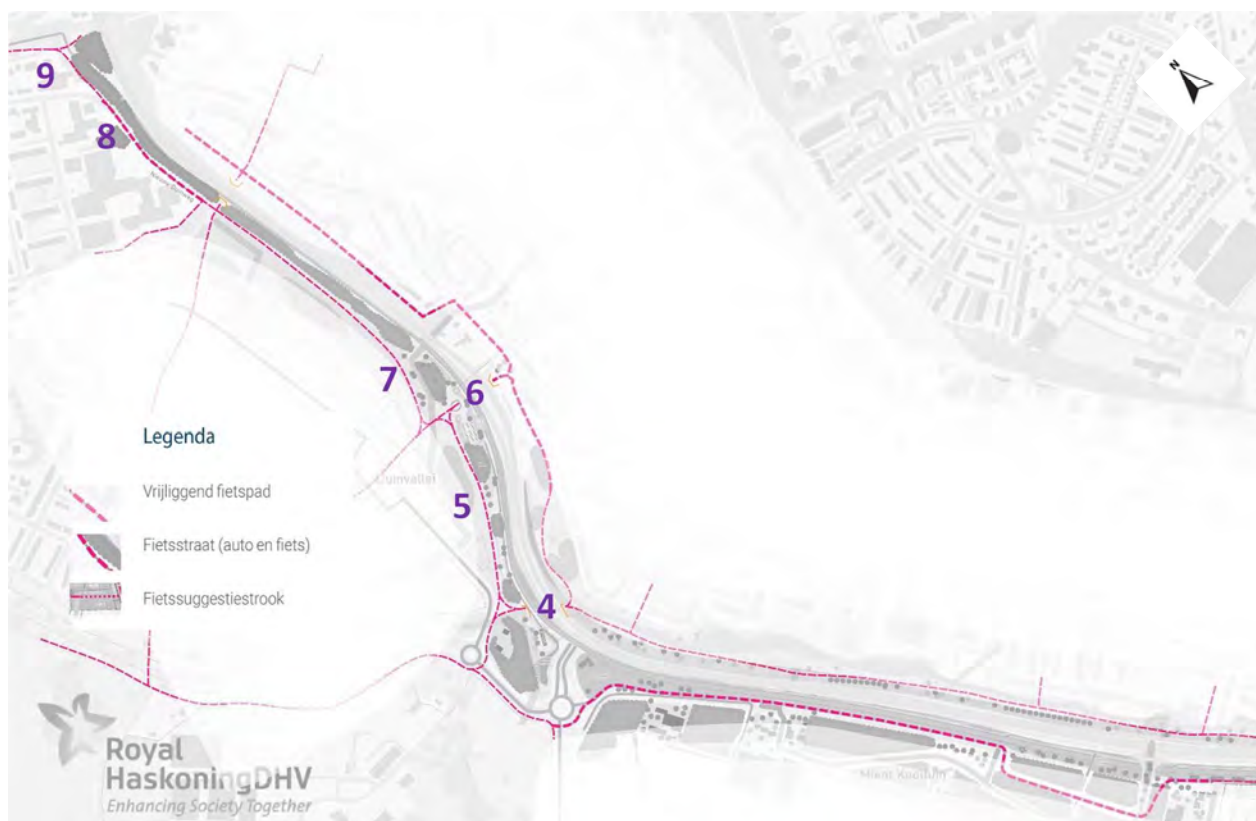 N
9
8
7
6
Legenda
Vrijliggend fietspad
Duinvallei
5
Fietsstraat (auto en fiets)
Fietssuggestiestrook
4
Royal
HaskoningDHV
Enhancing Society Together